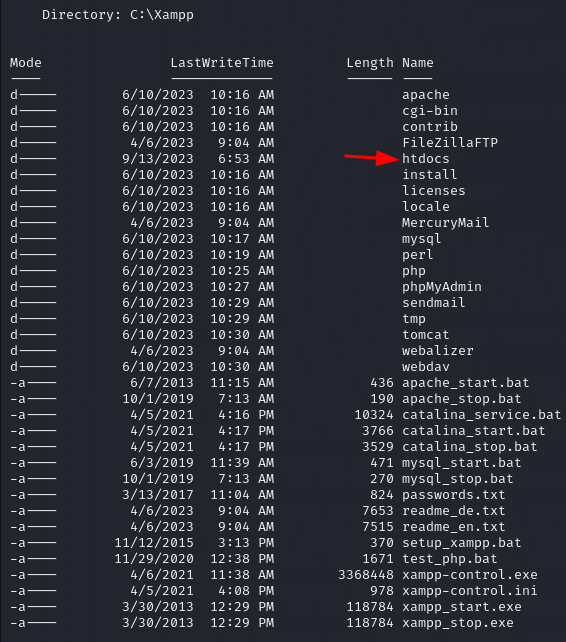 Directory: C:\Xampp
Mode LastWriteTime Length Name
---- ------------- ------ ----
d----- 6/10/2023 10:16 AM apache
d----- 6/10/2023 10:16 AM cgi-bin
d----- 6/10/2023 10:16 AM contrib
d----- 4/6/2023 9:04 AM FileZillaFTP
d----- 9/13/2023 6:53 AM htdocs
d----- 6/10/2023 10:16 AM install
d----- 6/10/2023 10:16 AM licenses
d----- 6/10/2023 10:16 AM locale
d----- 4/6/2023 9:04 AM MercuryMail
d----- 6/10/2023 10:17 AM mysql
d----- 6/10/2023 10:19 AM perl
d----- 6/10/2023 10:25 AM php
d----- 6/10/2023 10:27 AM phpMyAdmin
d----- 6/10/2023 10:29 AM sendmail
d----- 6/10/2023 10:29 AM tmp
d----- 6/10/2023 10:30 AM tomcat
d----- 4/6/2023 9:04 AM webalizer
d----- 6/10/2023 10:30 AM webdav
-a---- 6/7/2013 11:15 AM 436 apache_start.bat
-a---- 10/1/2019 7:13 AM 190 apache_stop.bat
-a---- 4/5/2021 4:16 PM 10324 catalina_service.bat
-a---- 4/5/2021 4:17 PM 3766 catalina_start.bat
-a---- 4/5/2021 4:17 PM 3529 catalina_stop.bat
-a---- 6/3/2019 11:39 AM 471 mysql_start.bat
-a---- 10/1/2019 7:13 AM 270 mysql_stop.bat
-a---- 3/13/2017 11:04 AM 824 passwords.txt
-a---- 4/6/2023 9:04 AM 7653 readme_de.txt
-a---- 4/6/2023 9:04 AM 7515 readme_en.txt
-a---- 11/12/2015 3:13 PM 370 setup_xampp.bat
-a---- 11/29/2020 12:38 PM 1671 test_php.bat
-a---- 4/6/2021 11:38 AM 3368448 xampp-control.exe
-a---- 4/5/2021 4:08 PM 978 xampp-control.ini
-a---- 3/30/2013 12:29 PM 118784 xampp_start.exe
-a---- 3/30/2013 12:29 PM 118784 xampp_stop.exe